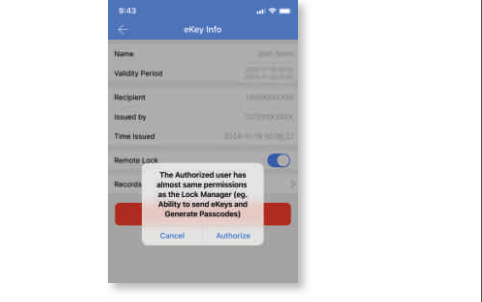 9:43
eKey Info
Name
Validity Period
Recipient
Issued by
Time Issued
Remote Lock
Records
The Authorized user has
almost same permissions
as the Lock Manager (eg.
Ability to send eKeys and
Generate Passcodes)
Cancel Authorize